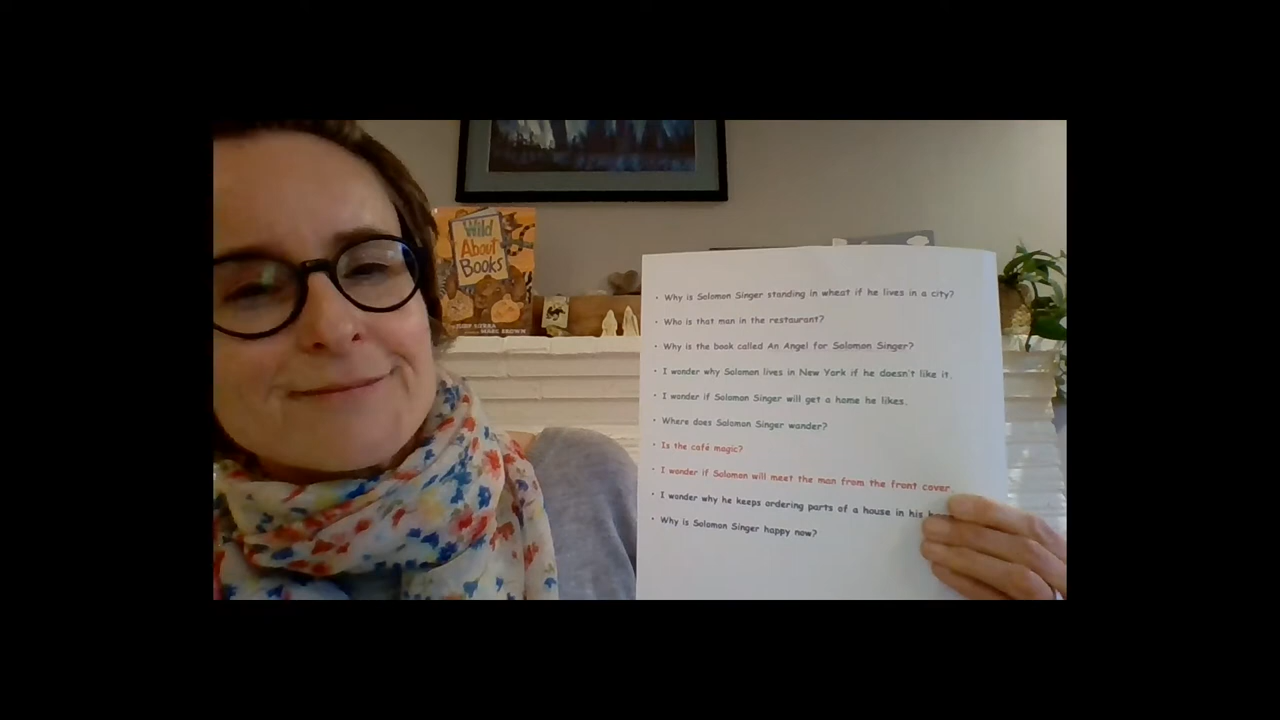 Wild
About
Books
JUDY SIERRA
MARC BROWN
• Why is Solomon Singer standing in wheat if he lives in a city?
• Who is that man in the restaurant?
• Why is the book called An Angel for Solomon Singer?
• I wonder why Solomon lives in New York if he doesn't like it.
• I wonder if Solomon Singer will get a home he likes.
• Where does Solomon Singer wander?
• Is the café magic?
• I wonder if Solomon will meet the man from the front cover.
• I wonder why he keeps ordering parts of a house in his
• Why is Solomon Singer happy now?